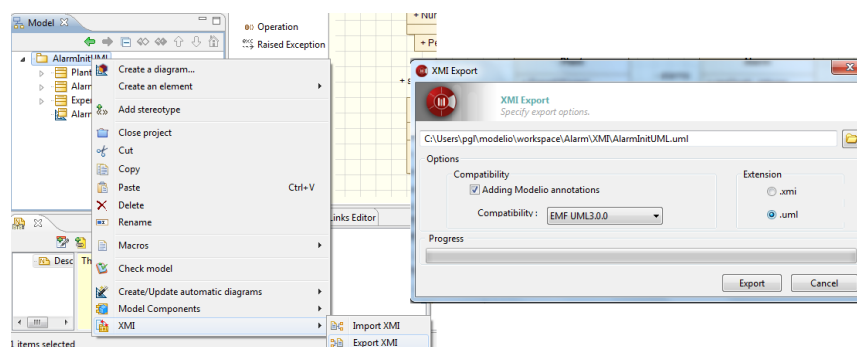 Model
Operation
Raised Exception
+ Nur
+ Pe
AlarmInitUML
Plant
Alarr
Exper
Alarr
Create a diagram...
Create an element
Add stereotype
Close project
Cut
Copy
Paste Ctrl+V
Delete
Rename
Macros
Check model
Create/Update automatic diagrams
Model Components
XMI
Import XMI
Export XMI
+ s
inks Editor
Desc Th
1 items selected
XMI Export
XMI Export
Specify export options.
C:\Users\pgl\modelio\workspace\Alarm\XMI\AlarmInitUML.uml
Options
Compatibility
Adding Modelio annotations
Compatibility : EMF UML3.0.0
Extension
.xmi
.uml
Progress
Export Cancel